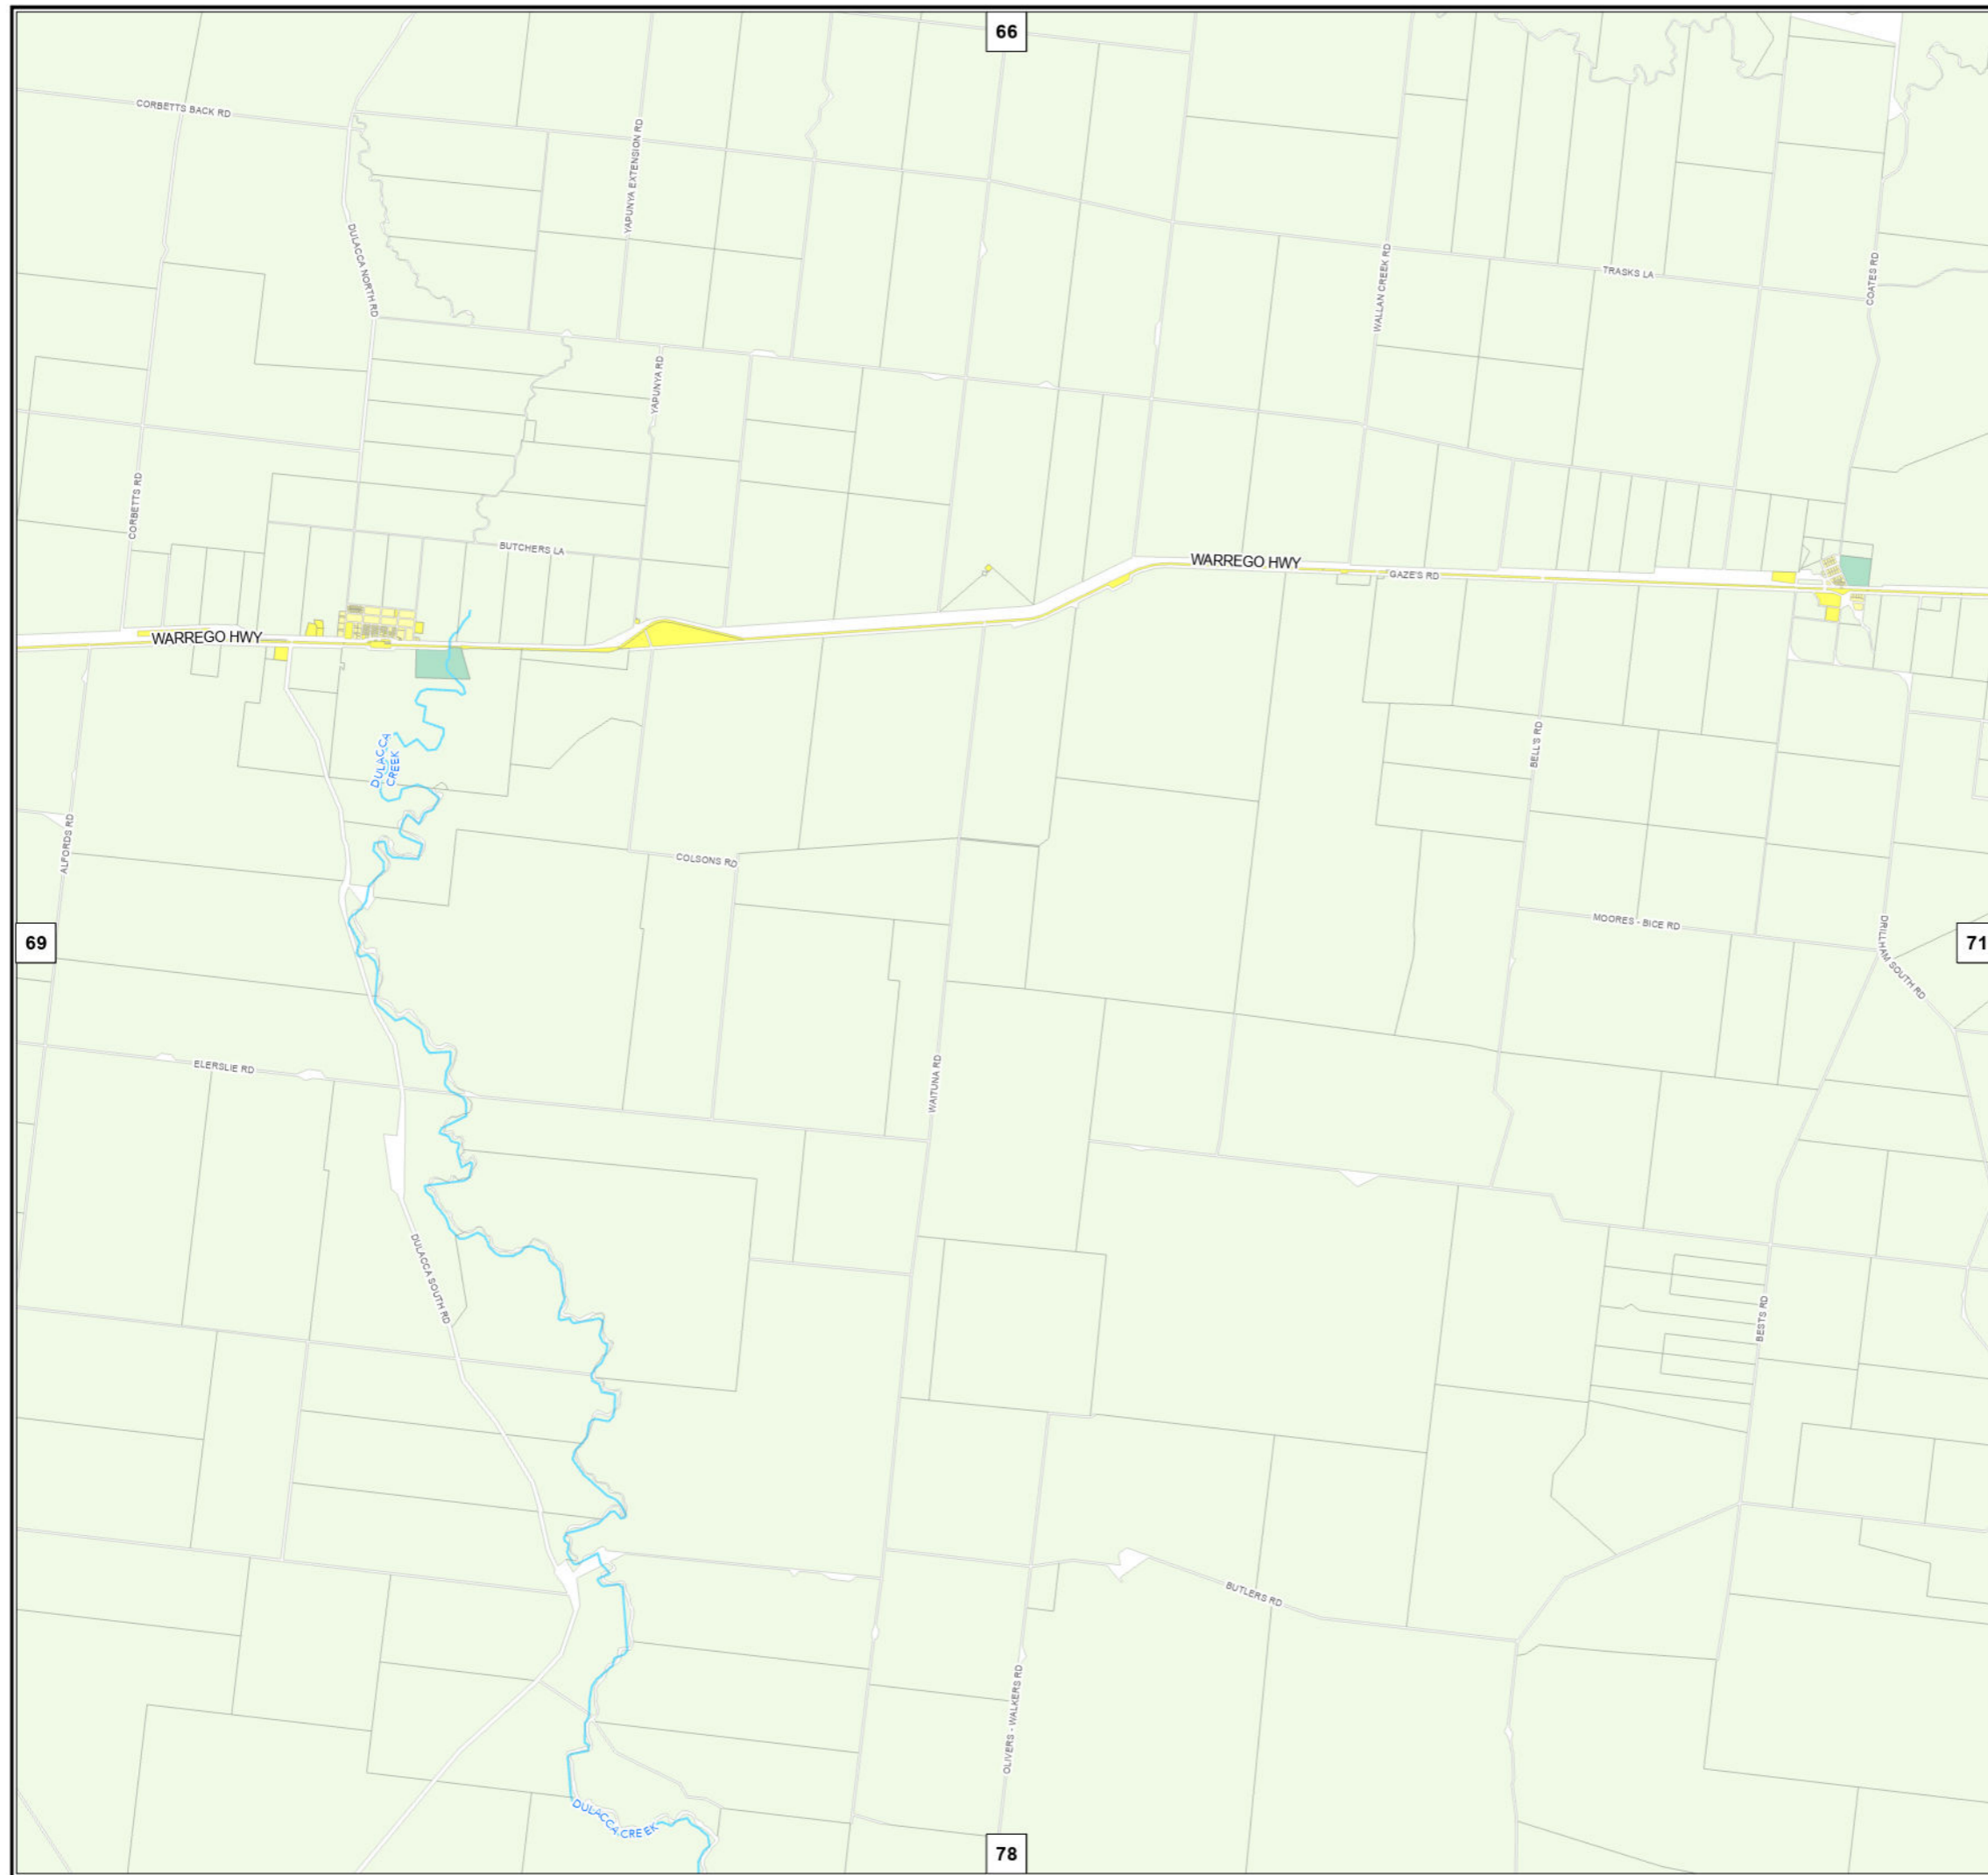 66
CORBETTS BACK RD
YAPUNYA EXTENSION RD
DULACCA NORTH RD
WALLAN CREEK RD
TRASKS LA
COATES RD
YAPUNYA RD
CORBETTS RD
BUTCHERS LA
WARREGO HWY
GAZE'S RD
WARREGO HWY
DULACCA
CREEK
BELL'S RD
ALFORDS RD
COLSONS RD
MOORES - BICE RD
69
DRILLHAM SOUTH RD
71
ELERSLIE RD
WAITUNA RD
DULACCA SOUTH RD
BESTS RD
BUTLERS RD
OLIVERS - WALKERS RD
DULACCA CREEK
78